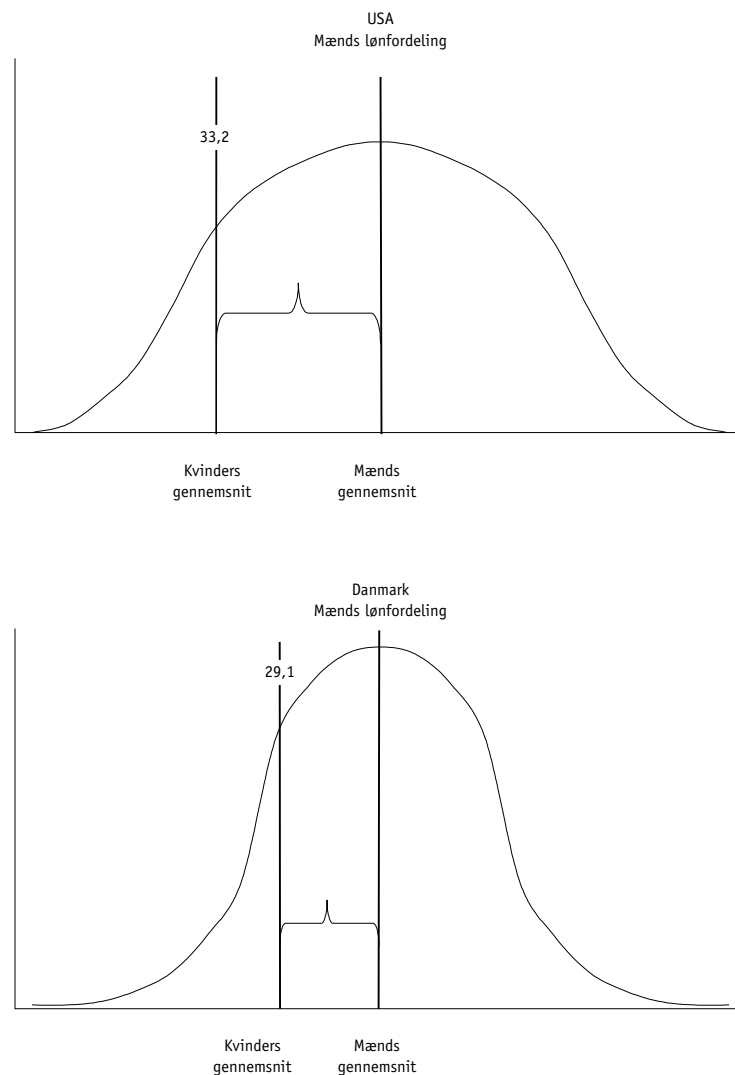 USA
Mænds lønfordeling
33,2
Kvinders
gennemsnit
Mænds
gennemsnit
Danmark
Mænds lønfordeling
29,1
Kvinders
gennemsnit
Mænds
gennemsnit